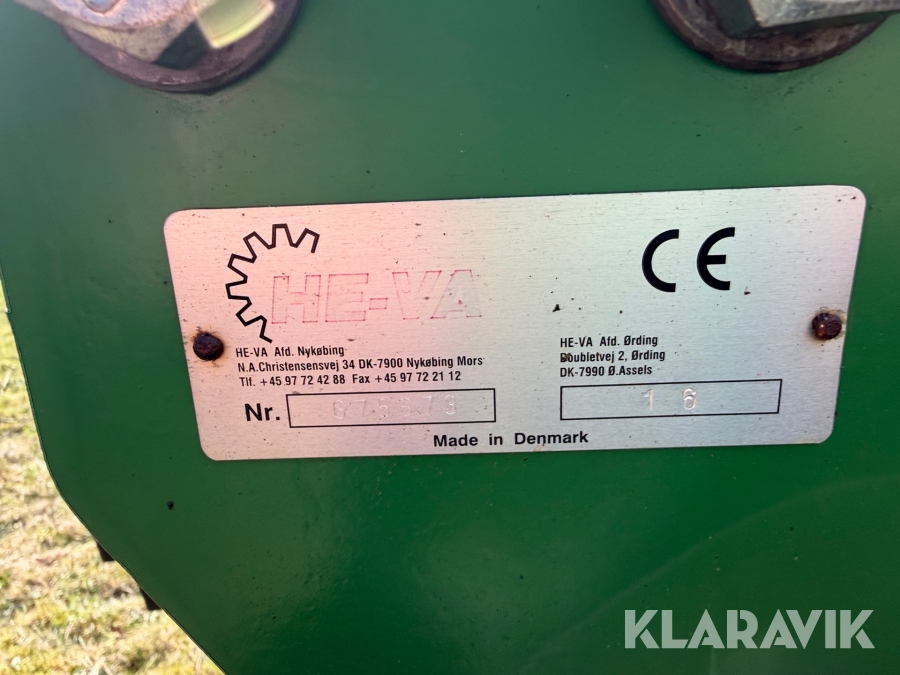 HE-VA
CE
HE-VA Afd. Nykøbing
N.A.Christensensvej 34 DK-7900 Nykøbing Mors
Tlf. +45 97 72 42 88 Fax +45 97 72 21 12
HE-VA Afd. Ørding
Doubletvej 2, Ørding
DK-7990 Ø.Assels
Nr.
16
Made in Denmark
KLARAVIK